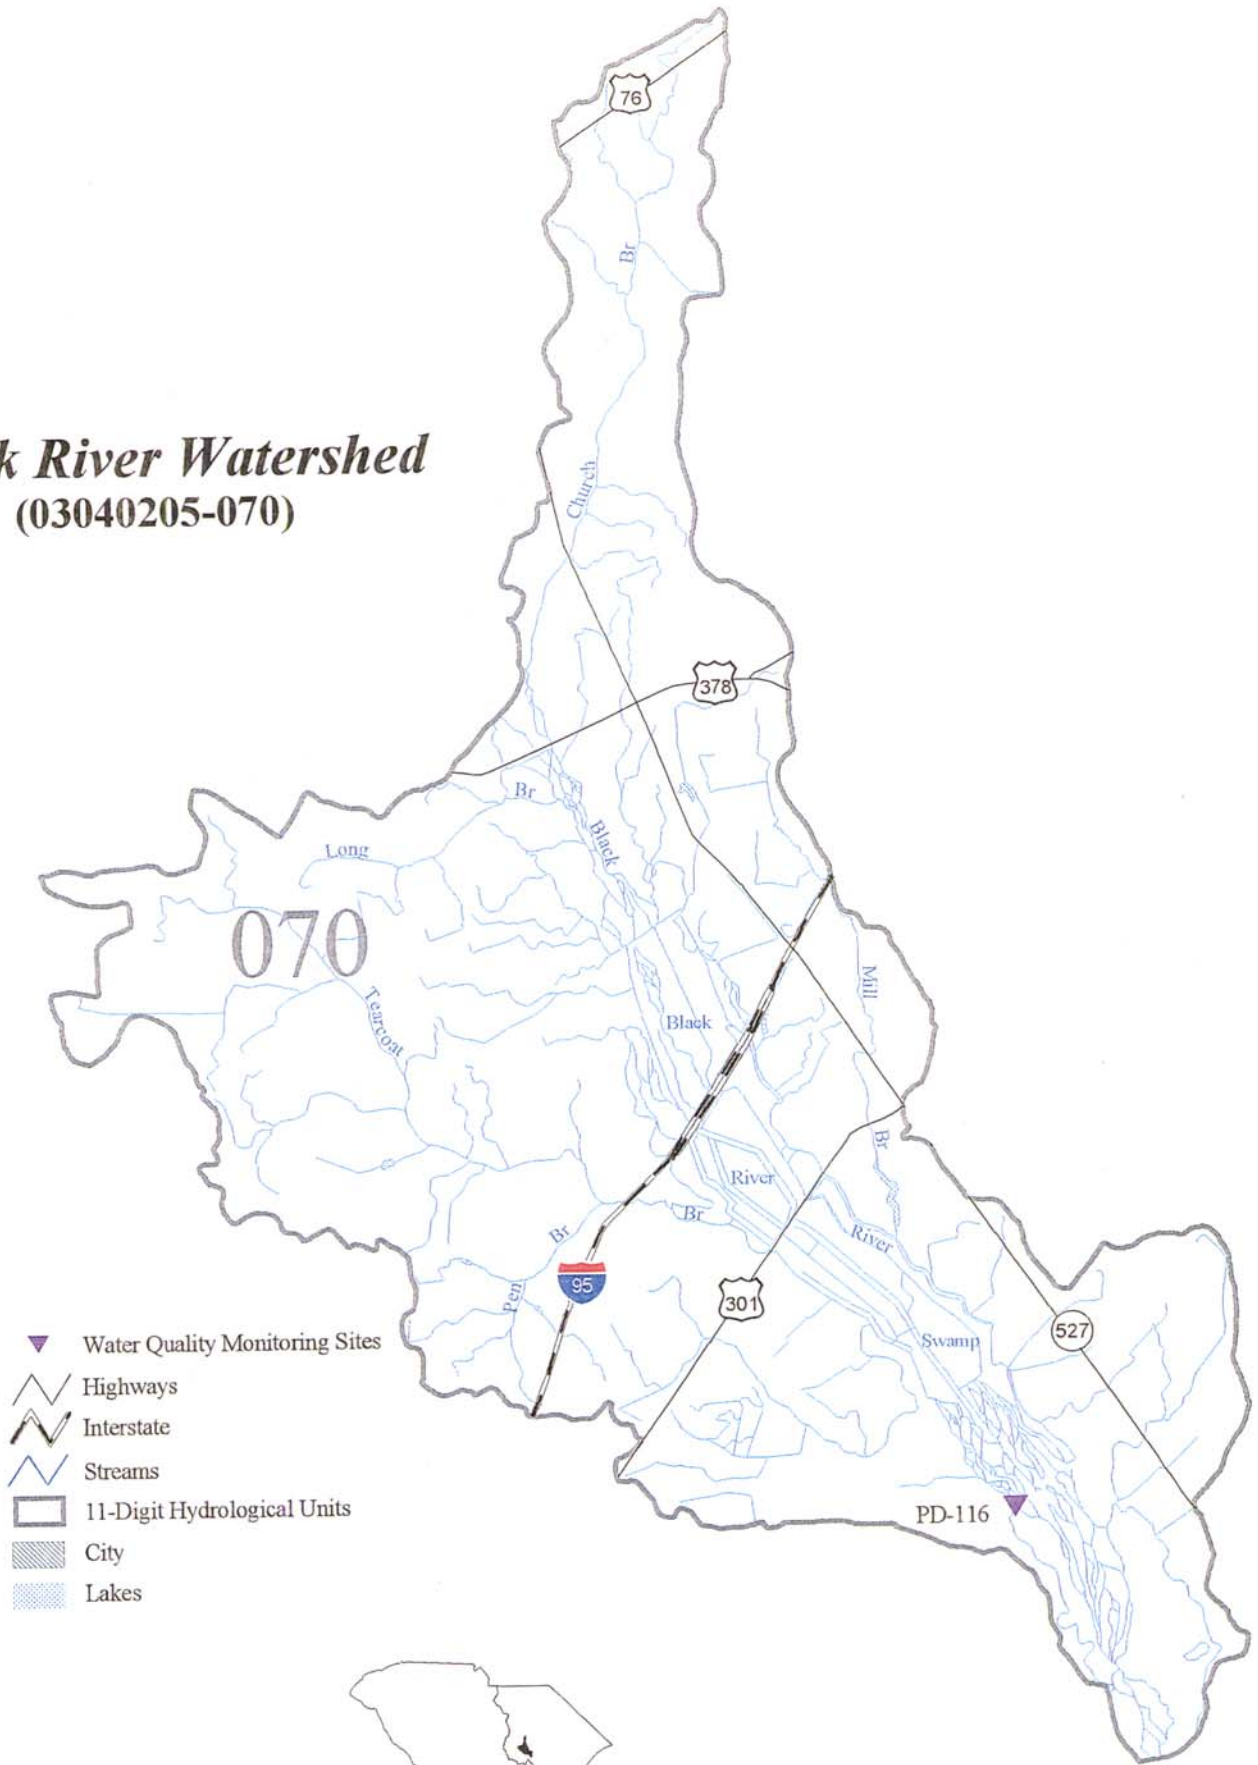 k River Watershed
(03040205-070)
76
Br
Church
378
Br
Black
Long
070
Tearcoat
Mill
Black
Br
River
Br
Br
River
Pen
95
301
527
Swamp
PD-116
Water Quality Monitoring Sites
Highways
Interstate
Streams
11-Digit Hydrological Units
City
Lakes